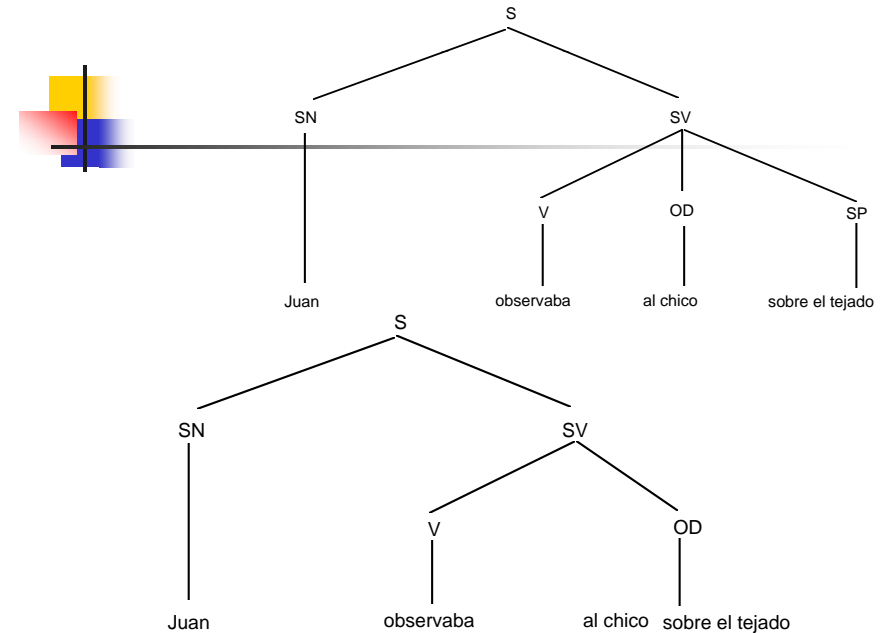 S
SN SV
V OD SP
Juan observaba al chico sobre el tejado
S
SN SV
V OD
Juan observaba al chico sobre el tejado